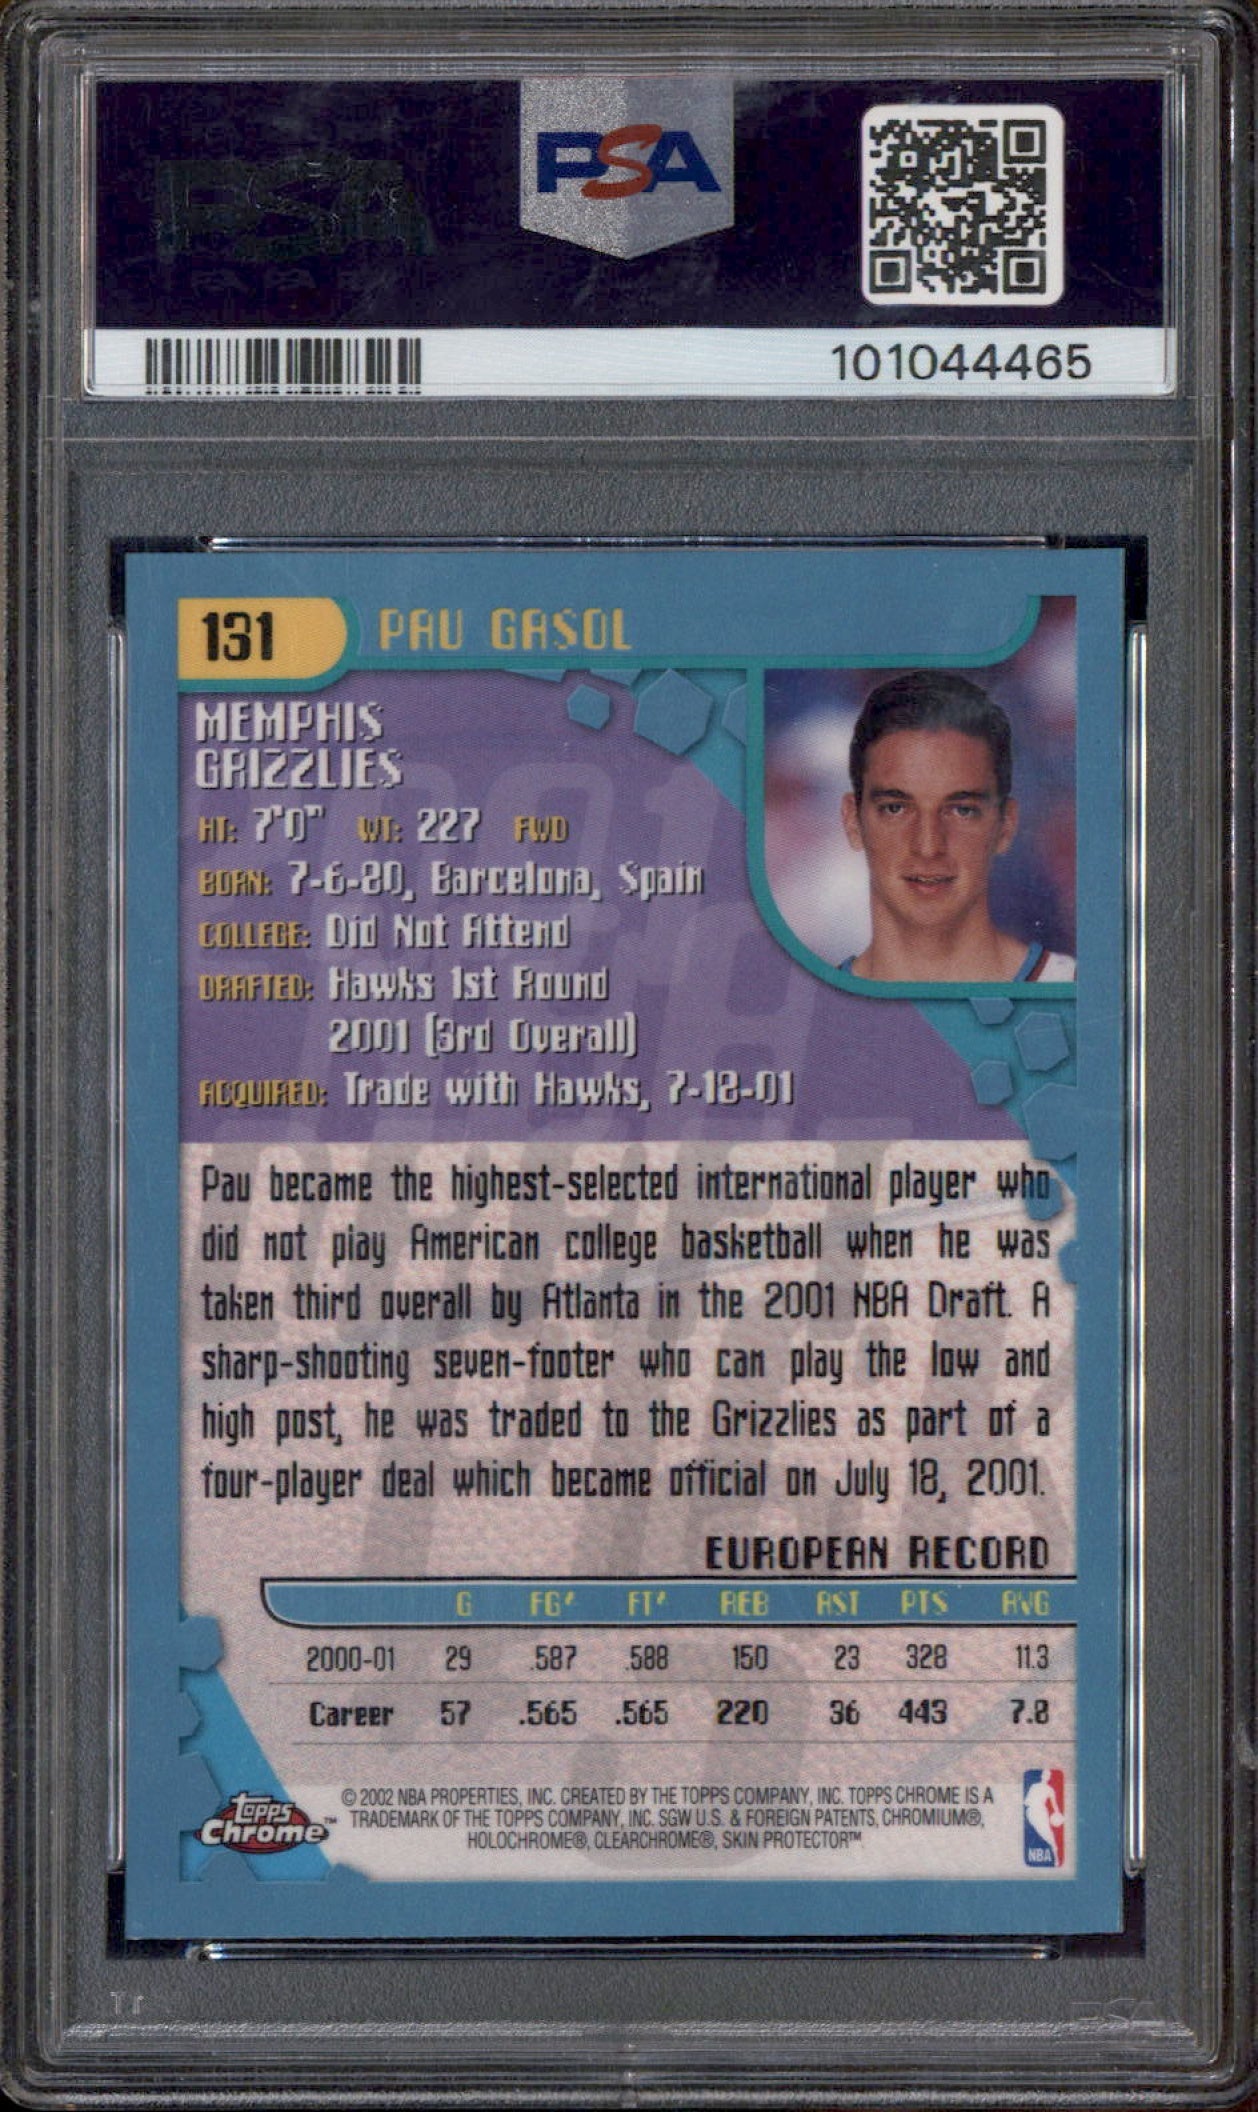 PSA
PSA
101044465
131 PAU GASOL
MEMPHIS
GRIZZLIES
HT: 7'0" WT: 227 FWD
BORN: 7-6-80, Barcelona, Spain
COLLEGE: Did Not Attend
DRAFTED: Hawks 1st Round
2001 (3rd Overall)
ACQUIRED: Trade with Hawks, 7-18-01
Pau became the highest-selected international player who
did not play American college basketball when he was
taken third overall by Atlanta in the 2001 NBA Draft. A
sharp-shooting seven-footer who can play the low and
high post, he was traded to the Grizzlies as part of a
four-player deal which became official on July 18, 2001.
EUROPEAN RECORD
G FG% FT% REB AST PTS AVG
2000-01 29 .587 .588 150 23 328 11.3
Career 57 .565 .565 220 36 443 7.8
Topps Chrome™
© 2002 NBA PROPERTIES, INC. CREATED BY THE TOPPS COMPANY, INC. TOPPS CHROME IS A
TRADEMARK OF THE TOPPS COMPANY, INC. SGW U.S. & FOREIGN PATENTS, CHROMIUM®,
HOLOCHROME®, CLEARCHROME®, SKIN PROTECTOR™
NBA
PSA